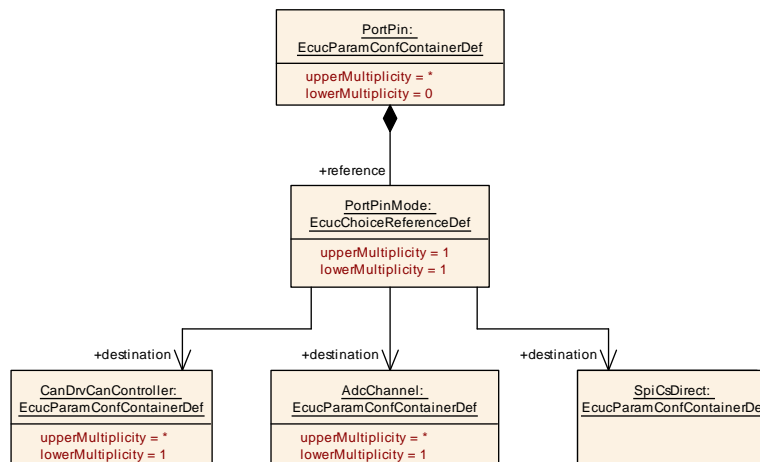 PortPin:
EcucParamConfContainerDef
upperMultiplicity = *
lowerMultiplicity = 0
+reference
PortPinMode:
EcucChoiceReferenceDef
upperMultiplicity = 1
lowerMultiplicity = 1
+destination
+destination
+destination
CanDrvCanController:
EcucParamConfContainerDef
upperMultiplicity = *
lowerMultiplicity = 1
AdcChannel:
EcucParamConfContainerDef
upperMultiplicity = *
lowerMultiplicity = 1
SpiCsDirect:
EcucParamConfContainerDe